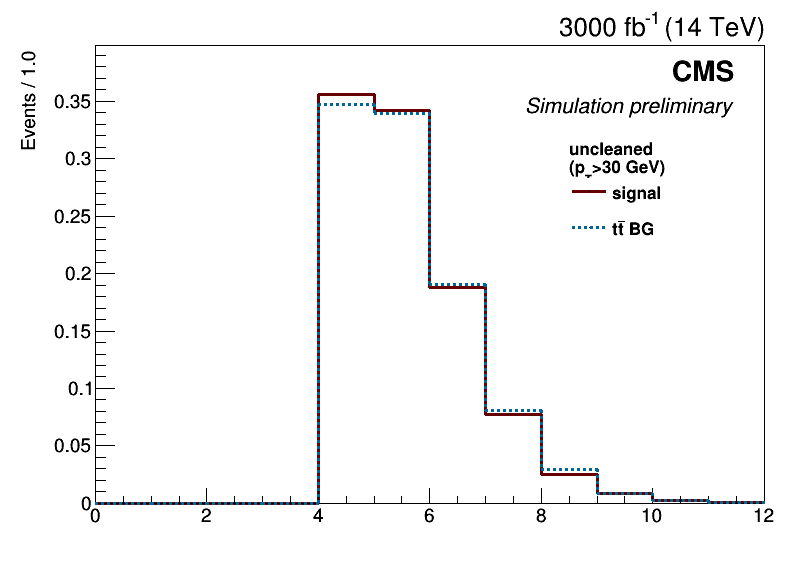 3000 fb⁻¹ (14 TeV)
CMS
Simulation preliminary
Events / 1.0
uncleaned
(p >30 GeV)
signal
tt̄ BG
0.35
0.3
0.25
0.2
0.15
0.1
0.05
0
0 2 4 6 8 10 12